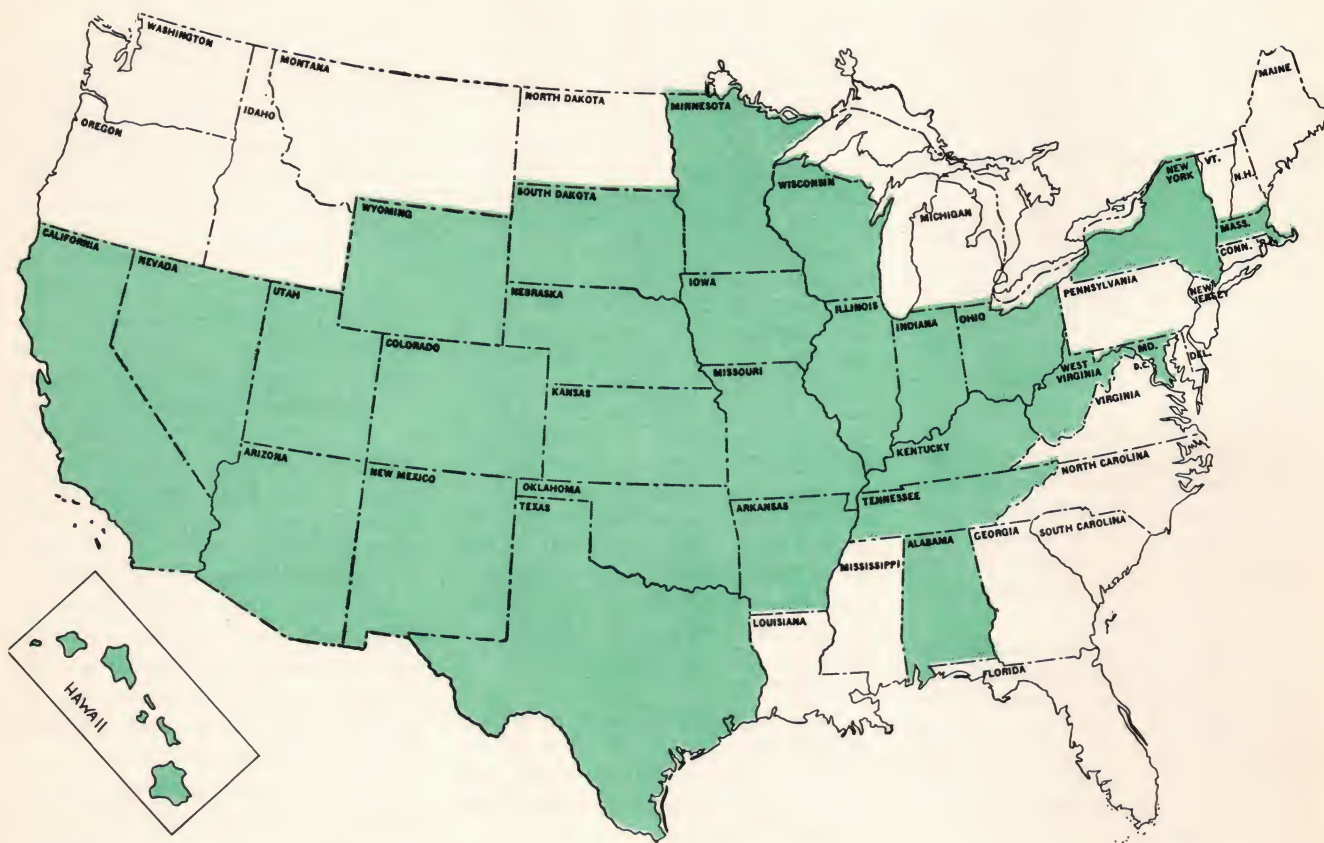 WASHINGTON
MONTANA
IDAHO
OREGON
NORTH DAKOTA
MINNESOTA
MAINE
VT.
N.H.
NEW
YORK
MASS.
CONN.
SOUTH DAKOTA
WISCONSIN
MICHIGAN
WYOMING
CALIFORNIA
NEVADA
UTAH
NEBRASKA
IOWA
ILLINOIS
INDIANA
OHIO
PENNSYLVANIA
NEW
JERSEY
COLORADO
KANSAS
MISSOURI
WEST
VIRGINIA
MD.
D.C.
DEL.
VIRGINIA
KENTUCKY
ARIZONA
NEW MEXICO
OKLAHOMA
TEXAS
ARKANSAS
TENNESSEE
NORTH CAROLINA
SOUTH CAROLINA
GEORGIA
ALABAMA
MISSISSIPPI
LOUISIANA
FLORIDA
HAWAII